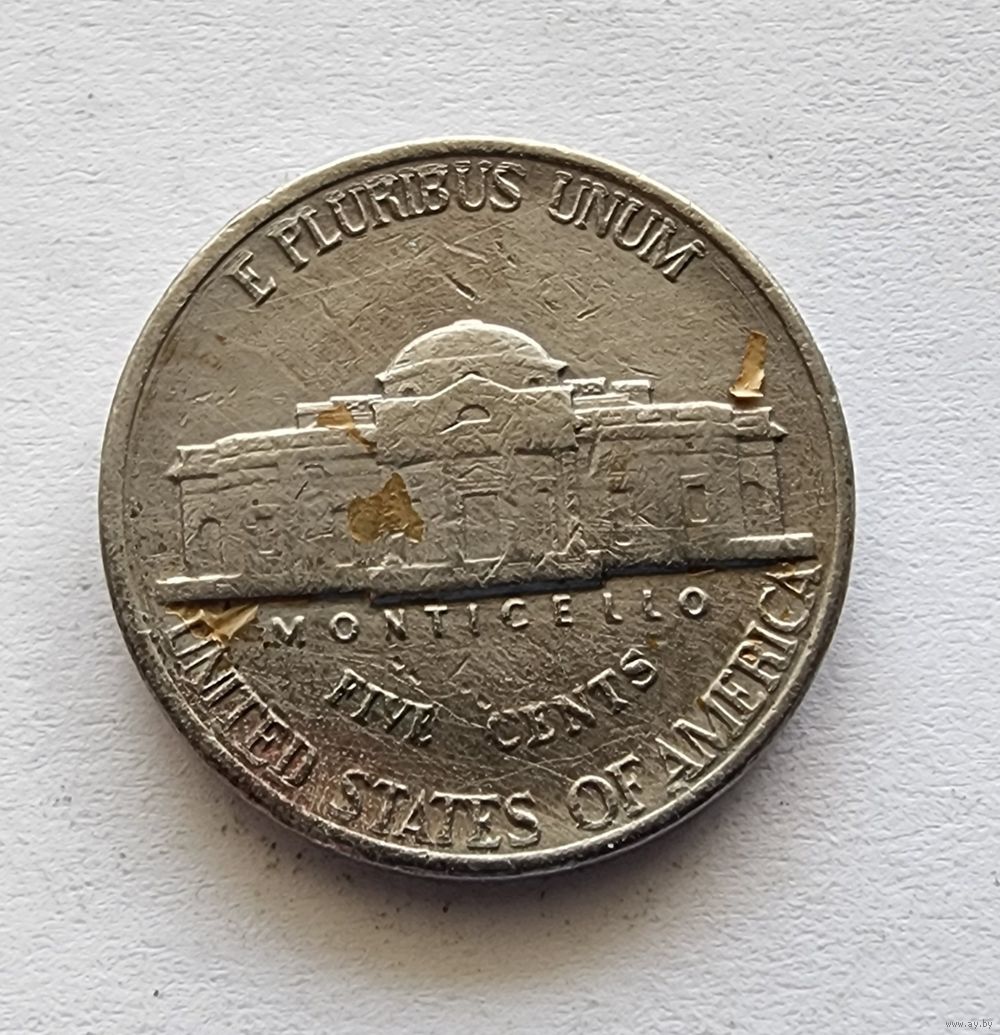 E PLURIBUS UNUM
MONTICELLO
FIVE CENTS
UNITED STATES OF AMERICA
www.ay.by